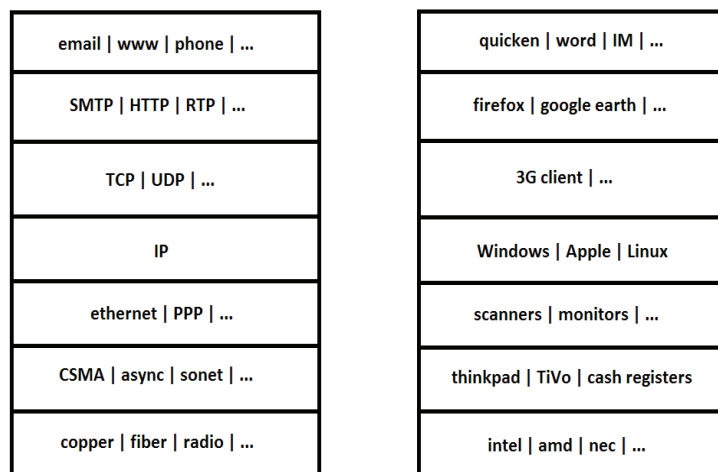 email | www | phone | ...
SMTP | HTTP | RTP | ...
TCP | UDP | ...
IP
ethernet | PPP | ...
CSMA | async | sonet | ...
copper | fiber | radio | ...
quicken | word | IM | ...
firefox | google earth | ...
3G client | ...
Windows | Apple | Linux
scanners | monitors | ...
thinkpad | TiVo | cash registers
intel | amd | nec | ...